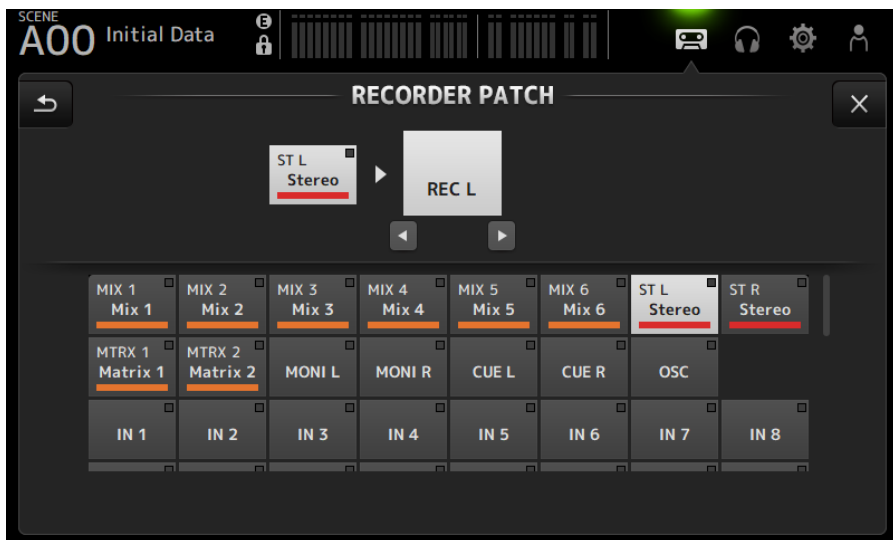 SCENE
A00 Initial Data
E
RECORDER PATCH
ST L
Stereo
REC L
MIX 1 MIX 2 MIX 3 MIX 4 MIX 5 MIX 6 ST L ST R
Mix 1 Mix 2 Mix 3 Mix 4 Mix 5 Mix 6 Stereo Stereo
MTRX 1 MTRX 2
Matrix 1 Matrix 2 MONI L MONI R CUE L CUE R OSC
IN 1 IN 2 IN 3 IN 4 IN 5 IN 6 IN 7 IN 8